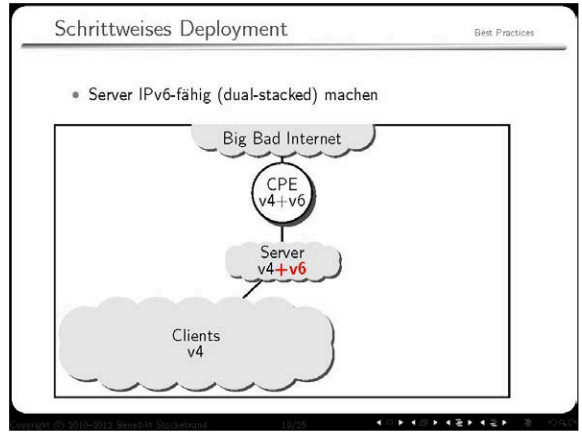 Schrittweises Deployment
Best Practices
Server IPv6-fähig (dual-stacked) machen
Big Bad Internet
CPE
v4+v6
Server
v4+v6
Clients
v4
Copyright (C) 2010-2012 Benedikt Stockebrand
19/25